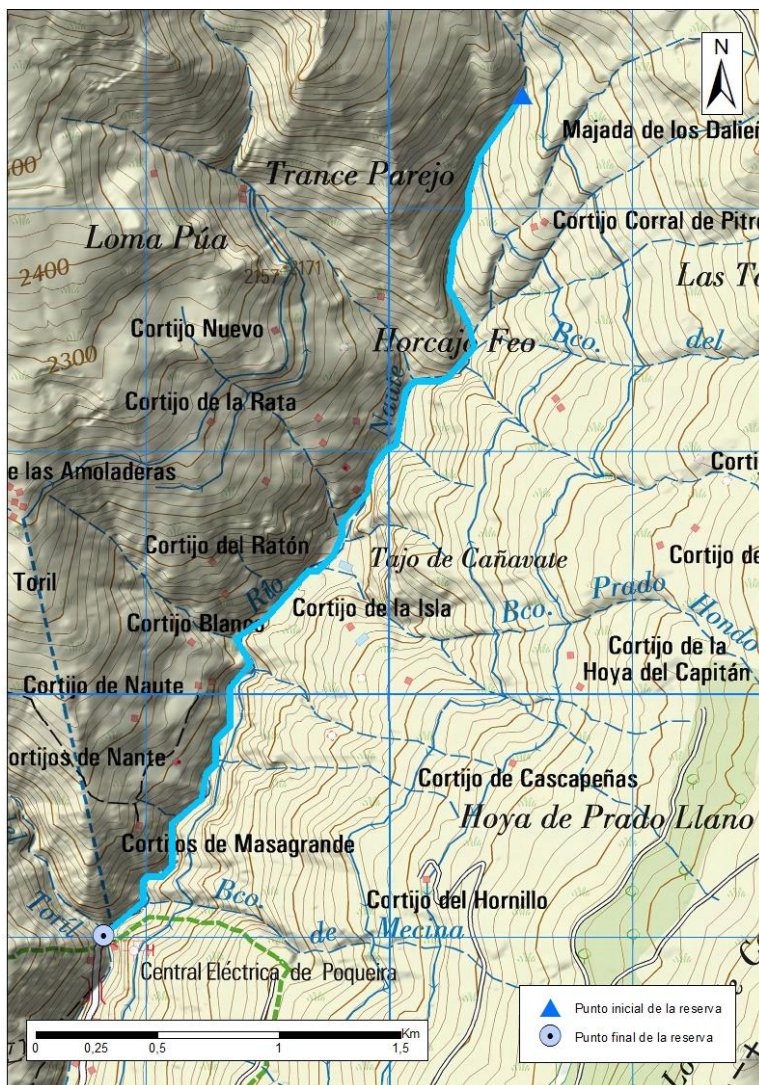 N
Majada de los Dalieñ
Trance Parejo
Cortijo Corral de Pitre
Loma Púa
2400
2157
2171
Las To
Cortijo Nuevo
Horcajo Feo
Bco.
del
2300
Naute
Cortijo de la Rata
e las Amoladeras
Corti
Cortijo del Ratón
Tajo de Cañavate
Cortijo de
Toril
Río
Cortijo de la Isla
Bco.
Prado
Hondo
Cortijo Blanco
Cortijo de la
Hoya del Capitán
Cortijo de Naute
ortijos de Nante
Cortijo de Cascapeñas
Hoya de Prado Llano
Cortijos de Masagrande
Cortijo del Hornillo
Toril
Bco.
de
Mecina
Central Eléctrica de Poqueira
Km
0
0,25
0,5
1
1,5
Punto inicial de la reserva
Punto final de la reserva